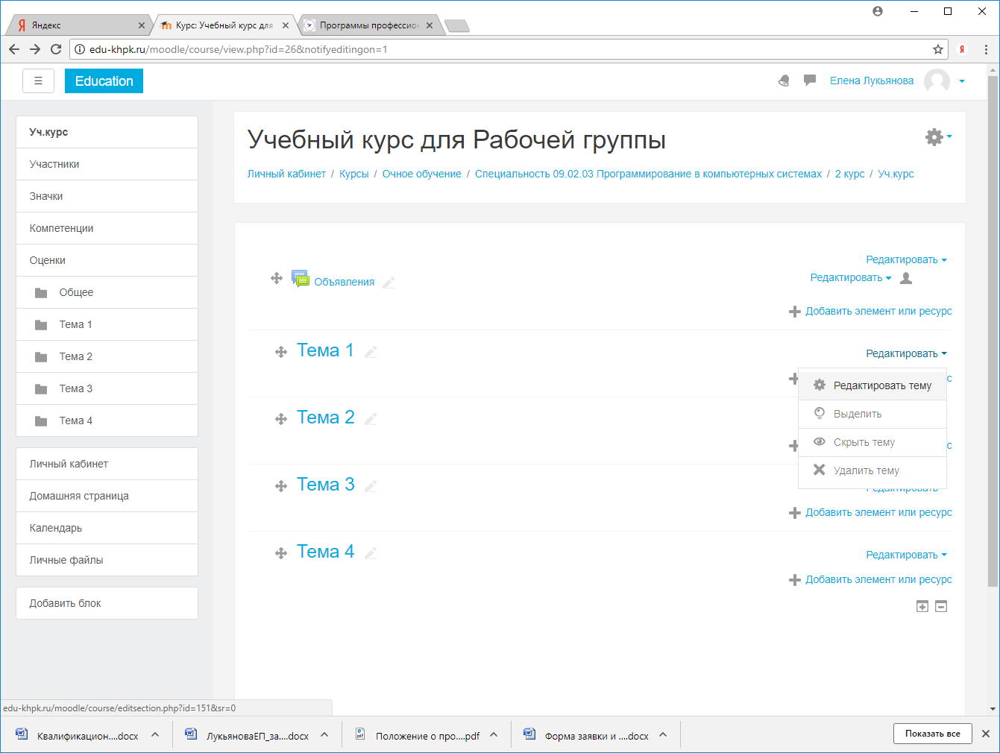 Яндекс
Курс: Учебный курс для
Программы профессион
edu-khpk.ru/moodle/course/view.php?id=26&notifyeditingon=1
Education
Елена Лукьянова
Уч.курс
Участники
Значки
Компетенции
Оценки
Общее
Тема 1
Тема 2
Тема 3
Тема 4
Личный кабинет
Домашняя страница
Календарь
Личные файлы
Добавить блок
Учебный курс для Рабочей группы
Личный кабинет / Курсы / Очное обучение / Специальность 09.02.03 Программирование в компьютерных системах / 2 курс / Уч.курс
Редактировать
Объявления
Редактировать
Добавить элемент или ресурс
Тема 1
Редактировать
с
Редактировать тему
Выделить
Скрыть тему
Удалить тему
Тема 2
с
Тема 3
Редактировать
Добавить элемент или ресурс
Тема 4
Редактировать
Добавить элемент или ресурс
edu-khpk.ru/moodle/course/editsection.php?id=151&sr=0
Квалификацион....docx
ЛукьяноваЕП_за....docx
Положение о про....pdf
Форма заявки и ....docx
Показать все